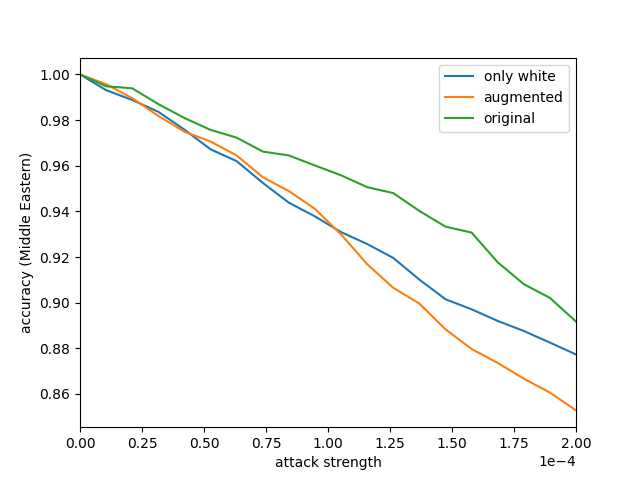 only white
augmented
original
1.00
0.98
0.96
0.94
0.92
0.90
0.88
0.86
accuracy (Middle Eastern)
0.00 0.25 0.50 0.75 1.00 1.25 1.50 1.75 2.00
attack strength
1e−4